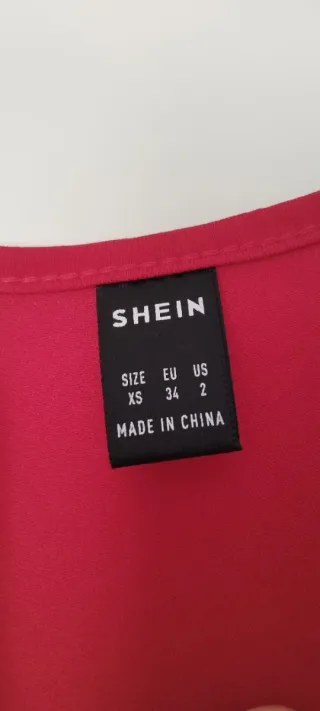 SHEIN
SIZE EU US
XS 34 2
MADE IN CHINA